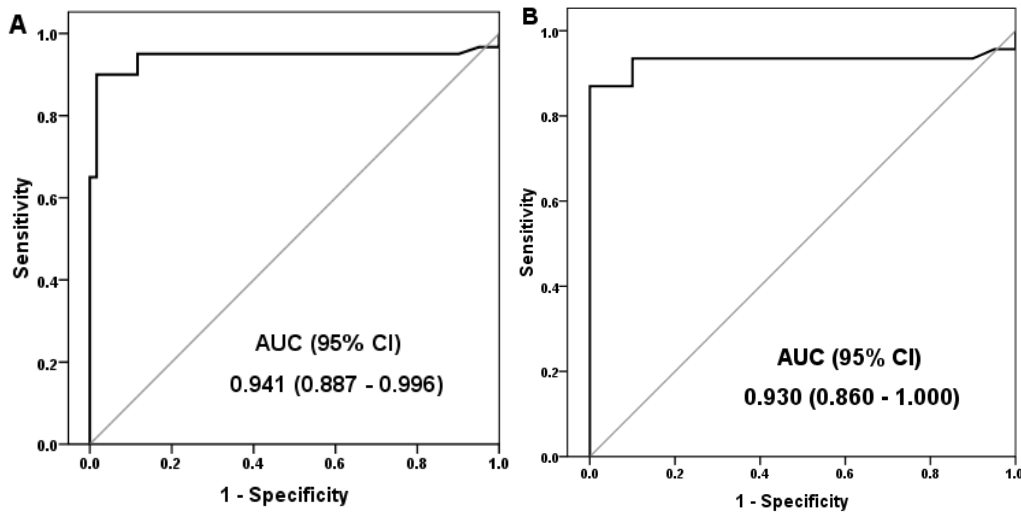 A
1.0
0.8
0.6
0.4
0.2
0.0
Sensitivity
AUC (95% CI)
0.941 (0.887 - 0.996)
0.0 0.2 0.4 0.6 0.8 1.0
1 - Specificity
B
1.0
0.8
0.6
0.4
0.2
0.0
Sensitivity
AUC (95% CI)
0.930 (0.860 - 1.000)
0.0 0.2 0.4 0.6 0.8 1.0
1 - Specificity